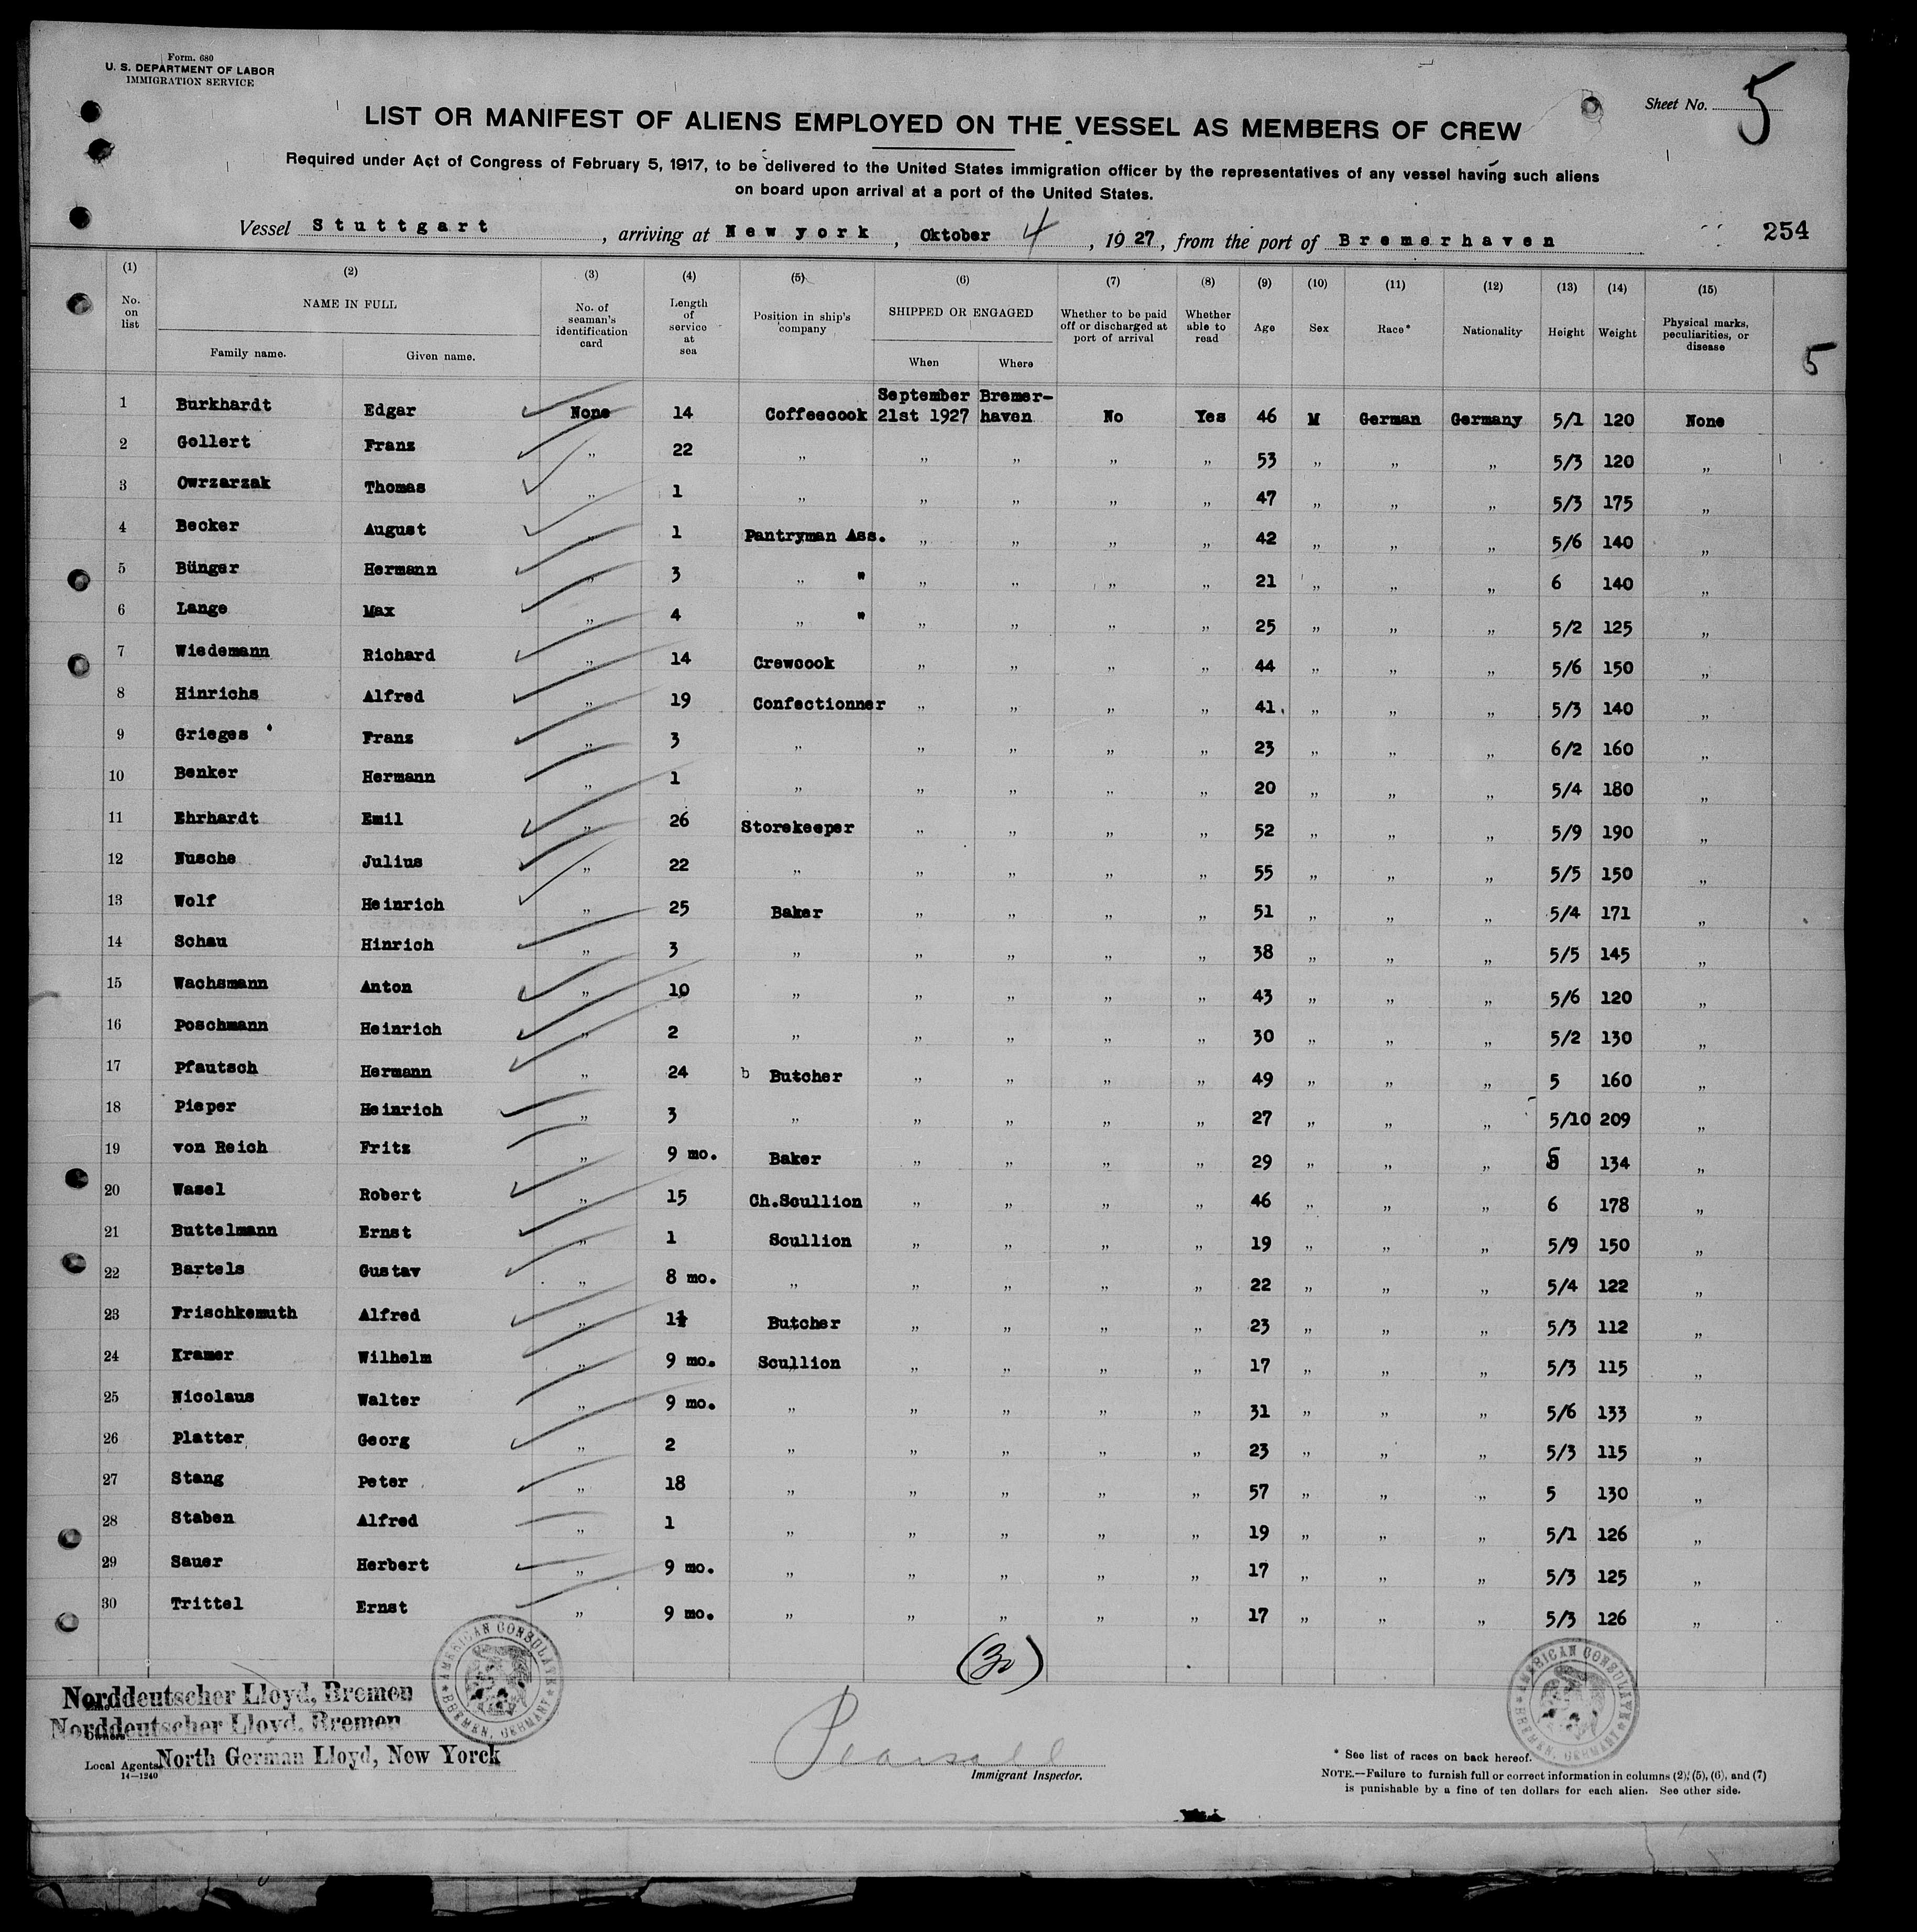 Form. 680
U. S. DEPARTMENT OF LABOR
IMMIGRATION SERVICE
Sheet No. 5
LIST OR MANIFEST OF ALIENS EMPLOYED ON THE VESSEL AS MEMBERS OF CREW
Required under Act of Congress of February 5, 1917, to be delivered to the United States immigration officer by the representatives of any vessel having such aliens
on board upon arrival at a port of the United States.
Vessel Stuttgart, arriving at New york, Oktober 4, 1927, from the port of Bremerhaven
254
(1) (2) (3) (4) (5) (6) (7) (8) (9) (10) (11) (12) (13) (14) (15)
No. on list NAME IN FULL No. of seaman's identification card Length of service at sea Position in ship's company SHIPPED OR ENGAGED Whether to be paid off or discharged at port of arrival Whether able to read Age Sex Race* Nationality Height Weight Physical marks, peculiarities, or disease
Family name. Given name. When Where
5
1 Burkhardt Edgar None 14 Coffeecook September 21st 1927 Bremer-haven No Yes 46 M German Germany 5/1 120 None
2 Gellert Franz " 22 " " " " " 53 " " " 5/3 120 "
3 Owrzarzak Thomas " 1 " " " " " 47 " " " 5/3 175 "
4 Becker August " 1 Pantryman Ass. " " " " 42 " " " 5/6 140 "
5 Bünger Hermann " 3 " " " " " " 21 " " " 6 140 "
6 Lange Max " 4 " " " " " " 25 " " " 5/2 125 "
7 Wiedemann Richard " 14 Crewcook " " " " 44 " " " 5/6 150 "
8 Hinrichs Alfred " 19 Confectionner " " " " 41 " " " 5/3 140 "
9 Grieges Franz " 3 " " " " " 23 " " " 6/2 160 "
10 Benker Hermann " 1 " " " " " 20 " " " 5/4 180 "
11 Ehrhardt Emil " 26 Storekeeper " " " " 52 " " " 5/9 190 "
12 Nusche Julius " 22 " " " " " 55 " " " 5/5 150 "
13 Wolf Heinrich " 25 Baker " " " " 51 " " " 5/4 171 "
14 Schau Hinrich " 3 " " " " " 38 " " " 5/5 145 "
15 Wachsmann Anton " 10 " " " " " 43 " " " 5/6 120 "
16 Poschmann Heinrich " 2 " " " " " 30 " " " 5/2 130 "
17 Pfautsch Hermann " 24 b Butcher " " " " 49 " " " 5 160 "
18 Pieper Heinrich " 3 " " " " " 27 " " " 5/10 209 "
19 von Reich Fritz " 9 mo. Baker " " " " 29 " " " 134 "
20 Wasel Robert " 15 Ch.Scullion " " " " 46 " " " 6 178 "
21 Buttelmann Ernst " 1 Scullion " " " " 19 " " " 5/9 150 "
22 Bartels Gustav " 8 mo. " " " " " 22 " " " 5/4 122 "
23 Frischkemuth Alfred " 1½ Butcher " " " " 23 " " " 5/3 112 "
24 Kramer Wilhelm " 9 mo. Scullion " " " " 17 " " " 5/3 115 "
25 Nicolaus Walter " 9 mo. " " " " " 31 " " " 5/6 133 "
26 Platter Georg " 2 " " " " " 23 " " " 5/3 115 "
27 Stang Peter " 18 " " " " " 57 " " " 5 130 "
28 Staben Alfred " 1 " " " " " 19 " " " 5/1 126 "
29 Sauer Herbert " 9 mo. " " " " " 17 " " " 5/3 125 "
30 Trittel Ernst " 9 mo. " " " " " 17 " " " 5/3 126 "
(30)
AMERICAN CONSULATE BREMEN, GERMANY
AMERICAN CONSULATE BREMEN, GERMANY
Norddeutscher Lloyd, Bremen
Norddeutscher Lloyd, Bremen
Local Agents North German Lloyd, New Yorck
14—1240
Pearsall
Immigrant Inspector.
* See list of races on back hereof.
NOTE.—Failure to furnish full or correct information in columns (2), (5), (6), and (7)
is punishable by a fine of ten dollars for each alien. See other side.